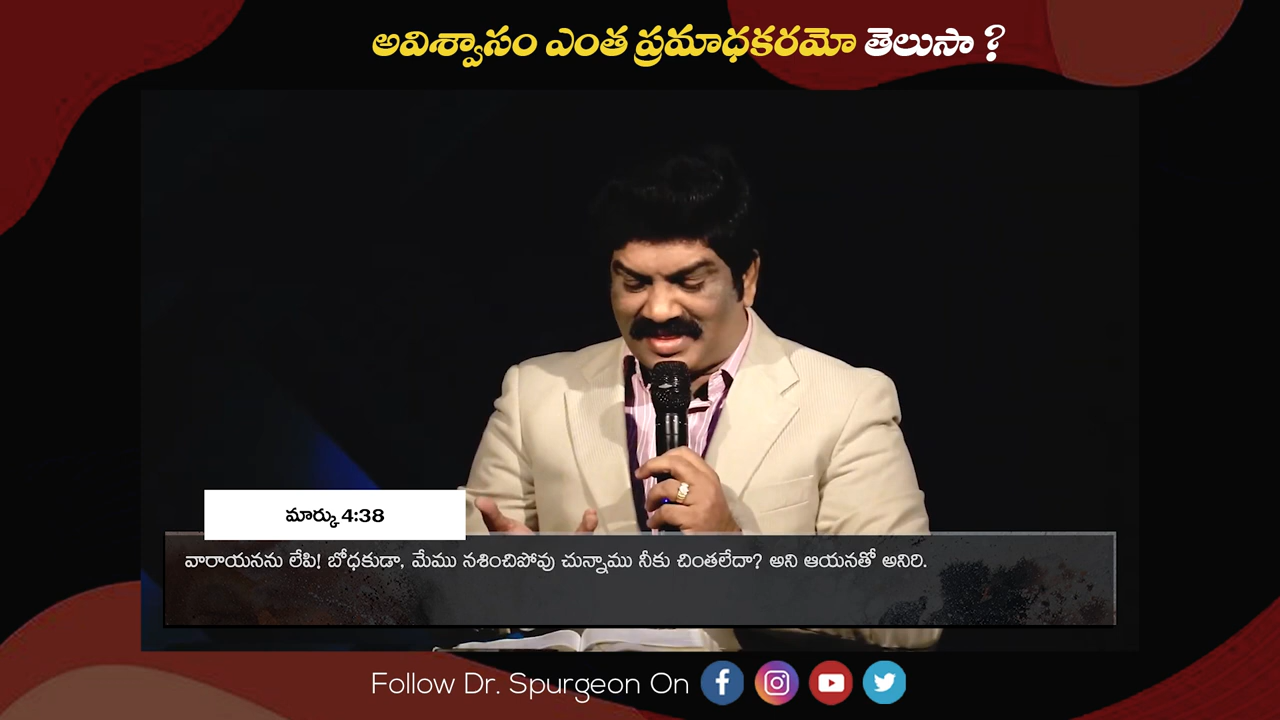 అవిశ్వాసం ఎంత ప్రమాధకరమో తెలుసా ?
మార్కు 4:38
వారాయనను లేపి! బోధకుడా, మేము నశించిపోవు చున్నాము నీకు చింతలేదా? అని ఆయనతో అనిరి.
Follow Dr. Spurgeon On